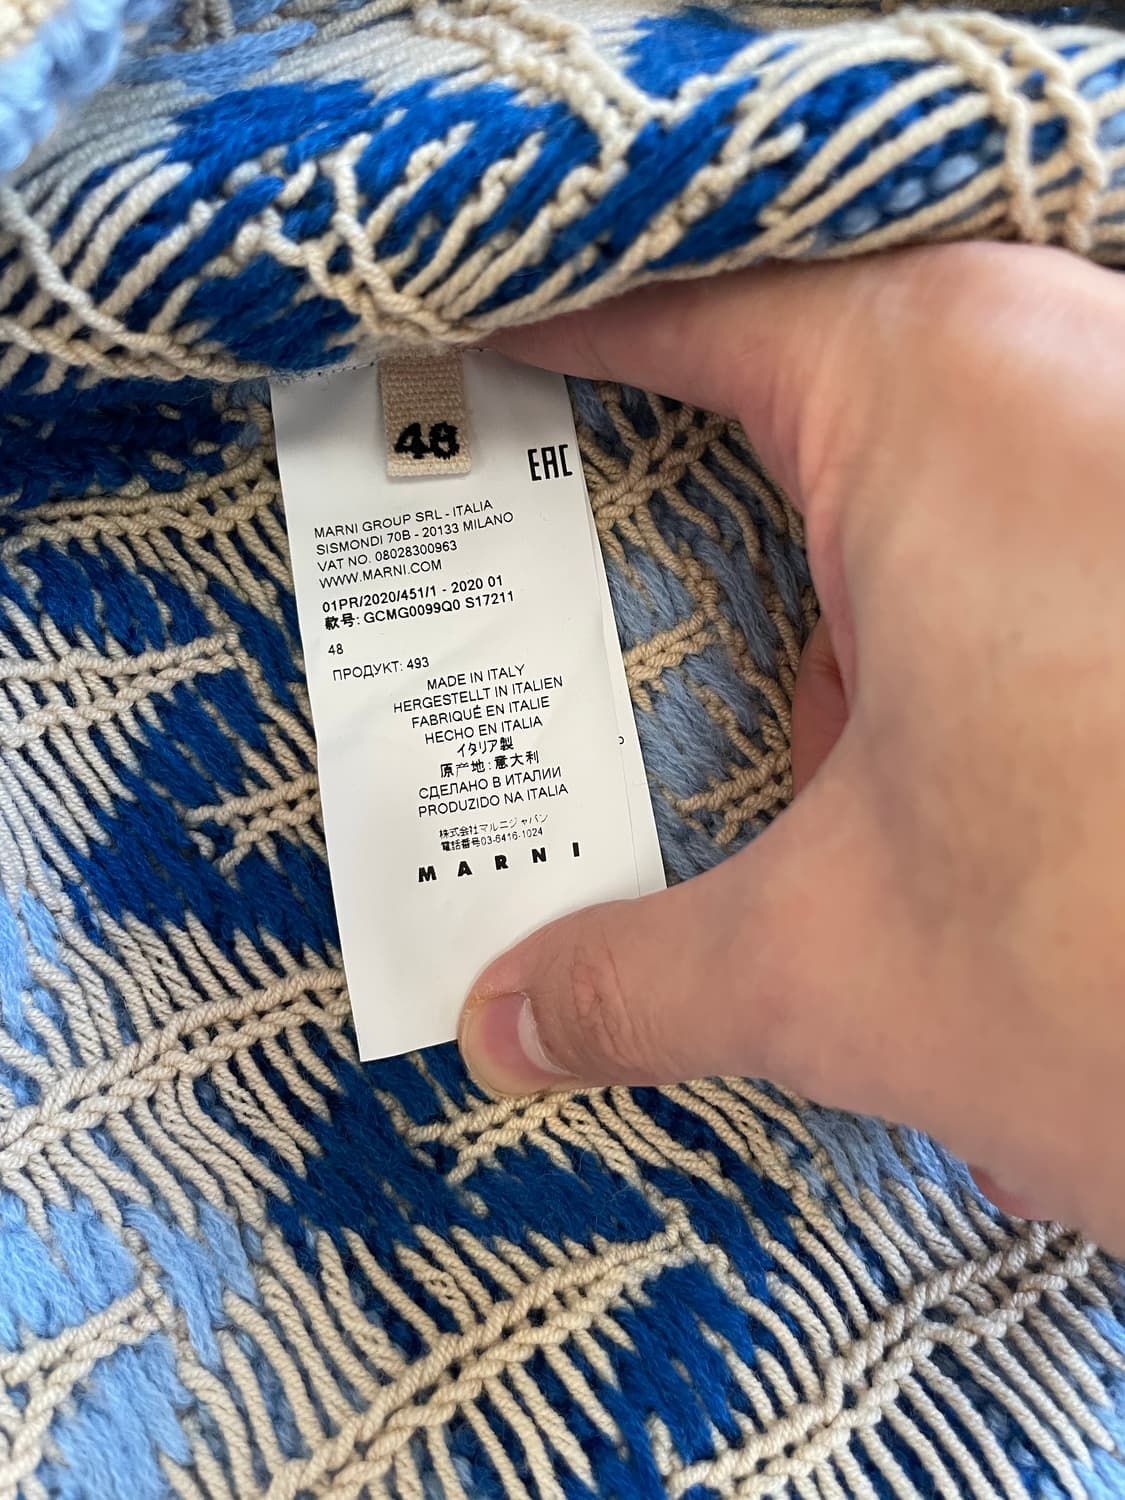 48
EAC
MARNI GROUP SRL - ITALIA
SISMONDI 70B - 20133 MILANO
VAT NO. 08028300963
WWW.MARNI.COM
01PR/2020/451/1 - 2020 01
款号: GCMG0099Q0 S17211
48
ПРОДУКТ: 493
MADE IN ITALY
HERGESTELLT IN ITALIEN
FABRIQUÉ EN ITALIE
HECHO EN ITALIA
イタリア製
原产地: 意大利
СДЕЛАНО В ИТАЛИИ
PRODUZIDO NA ITALIA
株式会社マルニジャパン
電話番号03-6416-1024
MARNI